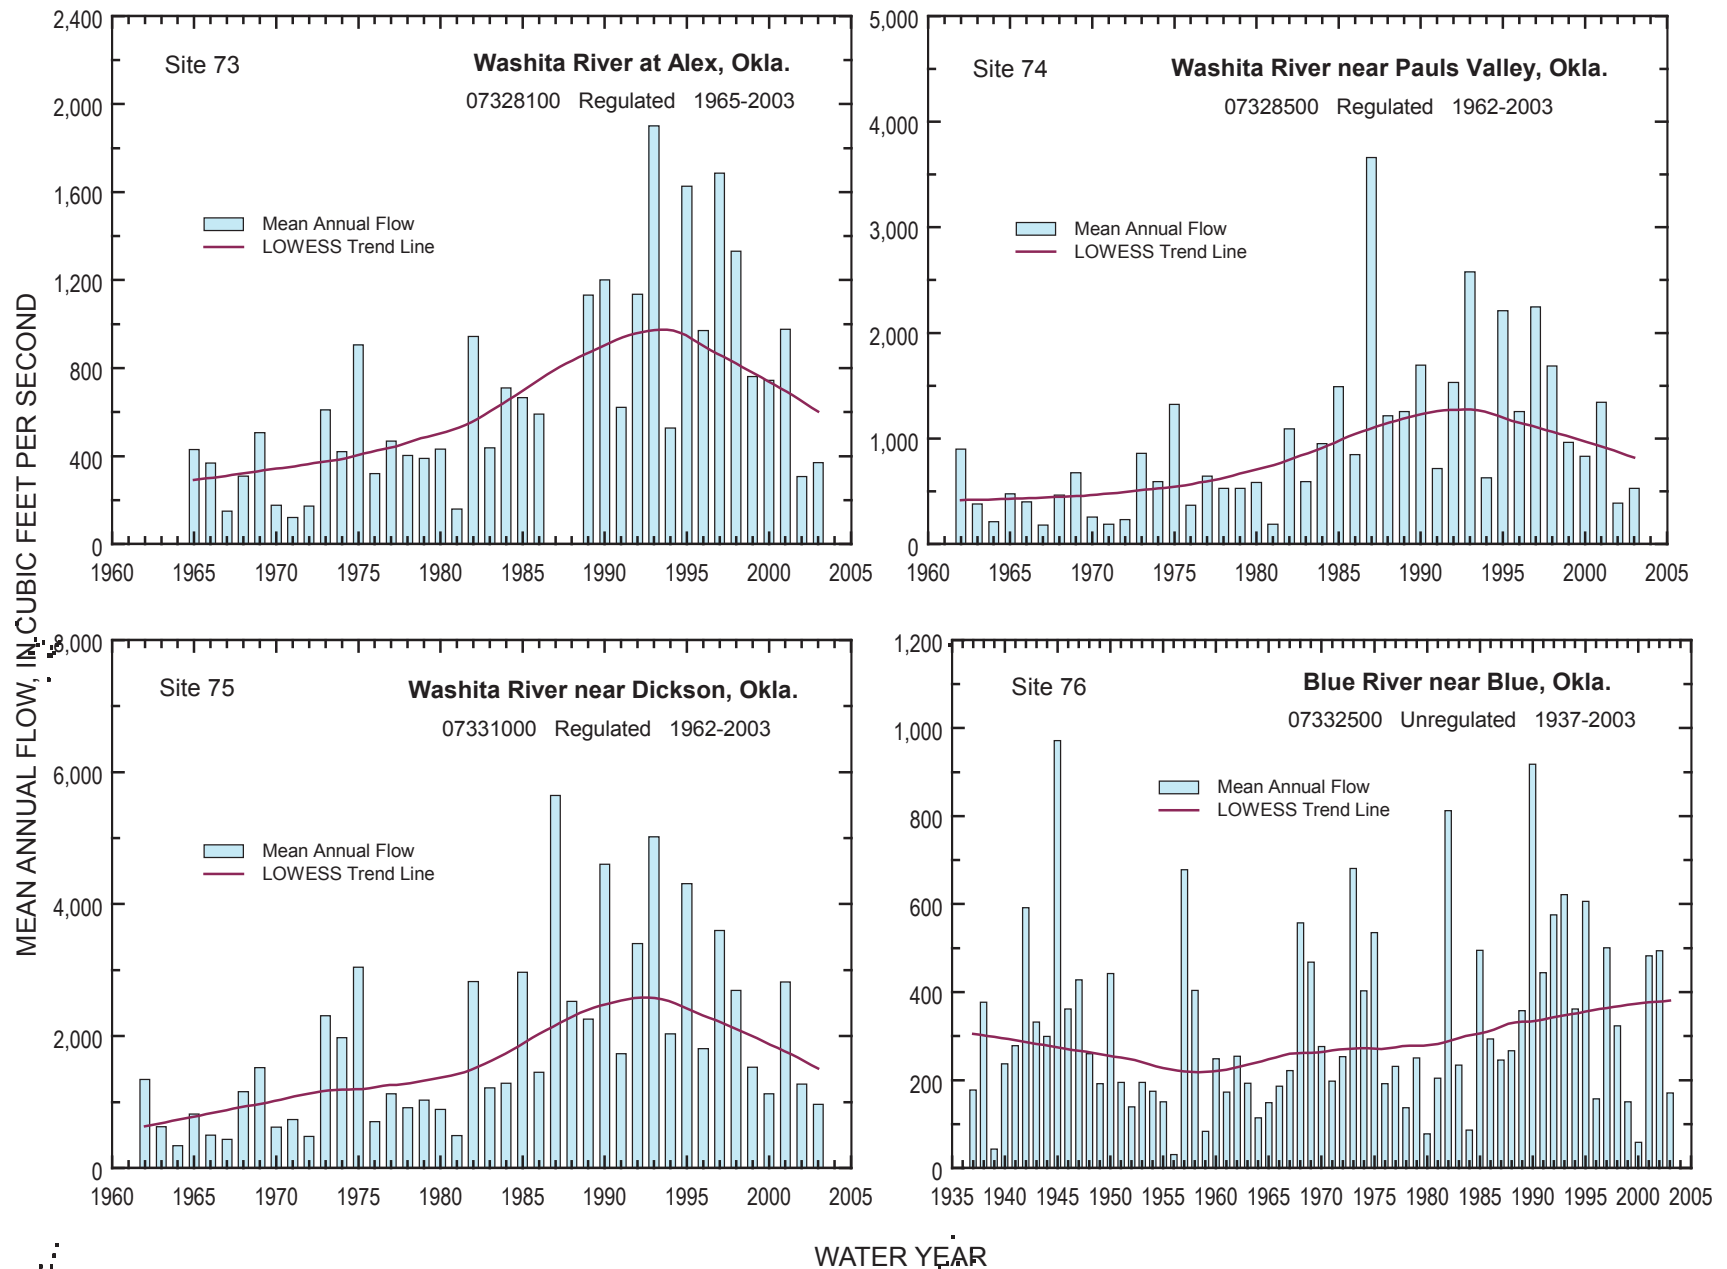 MEAN ANNUAL FLOW, IN CUBIC FEET PER SECOND
Site 73
Washita River at Alex, Okla.
07328100 Regulated 1965-2003
Mean Annual Flow
LOWESS Trend Line
2,400
2,000
1,600
1,200
800
400
0
1960 1965 1970 1975 1980 1985 1990 1995 2000 2005
Site 74
Washita River near Pauls Valley, Okla.
07328500 Regulated 1962-2003
Mean Annual Flow
LOWESS Trend Line
5,000
4,000
3,000
2,000
1,000
0
1960 1965 1970 1975 1980 1985 1990 1995 2000 2005
Site 75
Washita River near Dickson, Okla.
07331000 Regulated 1962-2003
Mean Annual Flow
LOWESS Trend Line
8,000
6,000
4,000
2,000
0
1960 1965 1970 1975 1980 1985 1990 1995 2000 2005
Site 76
Blue River near Blue, Okla.
07332500 Unregulated 1937-2003
Mean Annual Flow
LOWESS Trend Line
1,200
1,000
800
600
400
200
0
1935 1940 1945 1950 1955 1960 1965 1970 1975 1980 1985 1990 1995 2000 2005
WATER YEAR